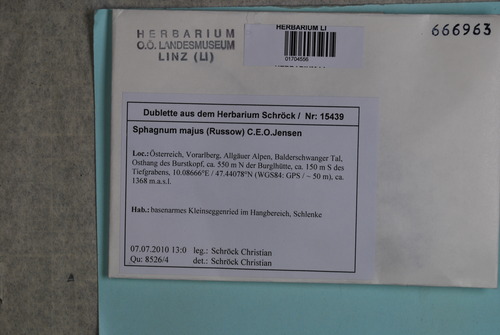 HERBARIUM
O.Ö. LANDESMUSEUM
LINZ (LI)
HERBARIUM LI
01704556
666963
Dublette aus dem Herbarium Schröck / Nr: 15439
Sphagnum majus (Russow) C.E.O.Jensen
Loc.:Österreich, Vorarlberg, Allgäuer Alpen, Balderschwanger Tal,
Osthang des Burstkopf, ca. 550 m N der Burglhütte, ca. 150 m S des
Tiefgrabens, 10.08666°E / 47.44078°N (WGS84: GPS / ~ 50 m), ca.
1368 m.a.s.l.
Hab.: basenarmes Kleinseggenried im Hangbereich, Schlenke
07.07.2010 13:0 leg.: Schröck Christian
Qu: 8526/4 det.: Schröck Christian